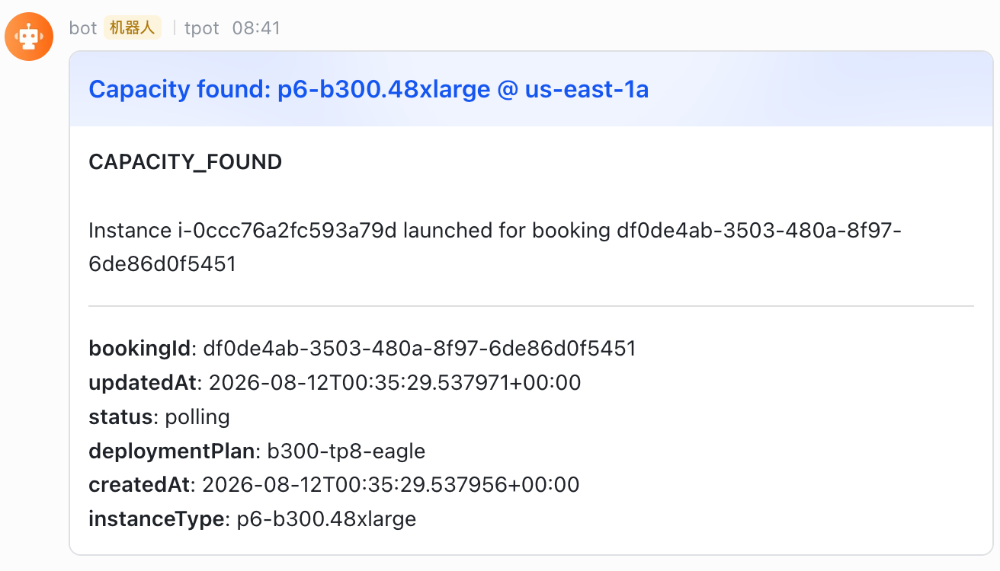 bot 机器人 | tpot 08:41
Capacity found: p6-b300.48xlarge @ us-east-1a
CAPACITY_FOUND
Instance i-0ccc76a2fc593a79d launched for booking df0de4ab-3503-480a-8f97-
6de86d0f5451
bookingId: df0de4ab-3503-480a-8f97-6de86d0f5451
updatedAt: 2026-08-12T00:35:29.537971+00:00
status: polling
deploymentPlan: b300-tp8-eagle
createdAt: 2026-08-12T00:35:29.537956+00:00
instanceType: p6-b300.48xlarge